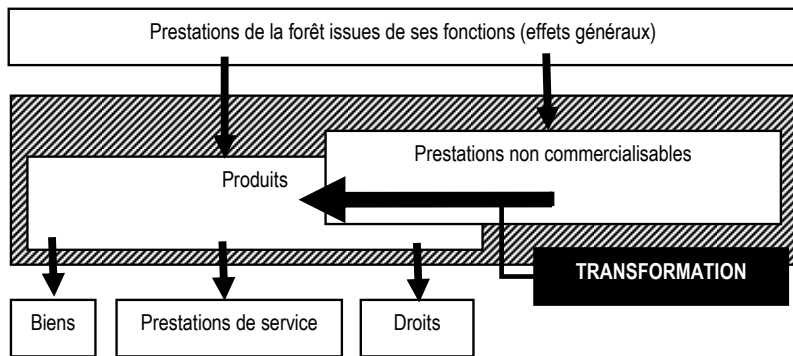 Prestations de la forêt issues de ses fonctions (effets généraux)
Prestations non commercialisables
Produits
TRANSFORMATION
Biens
Prestations de service
Droits